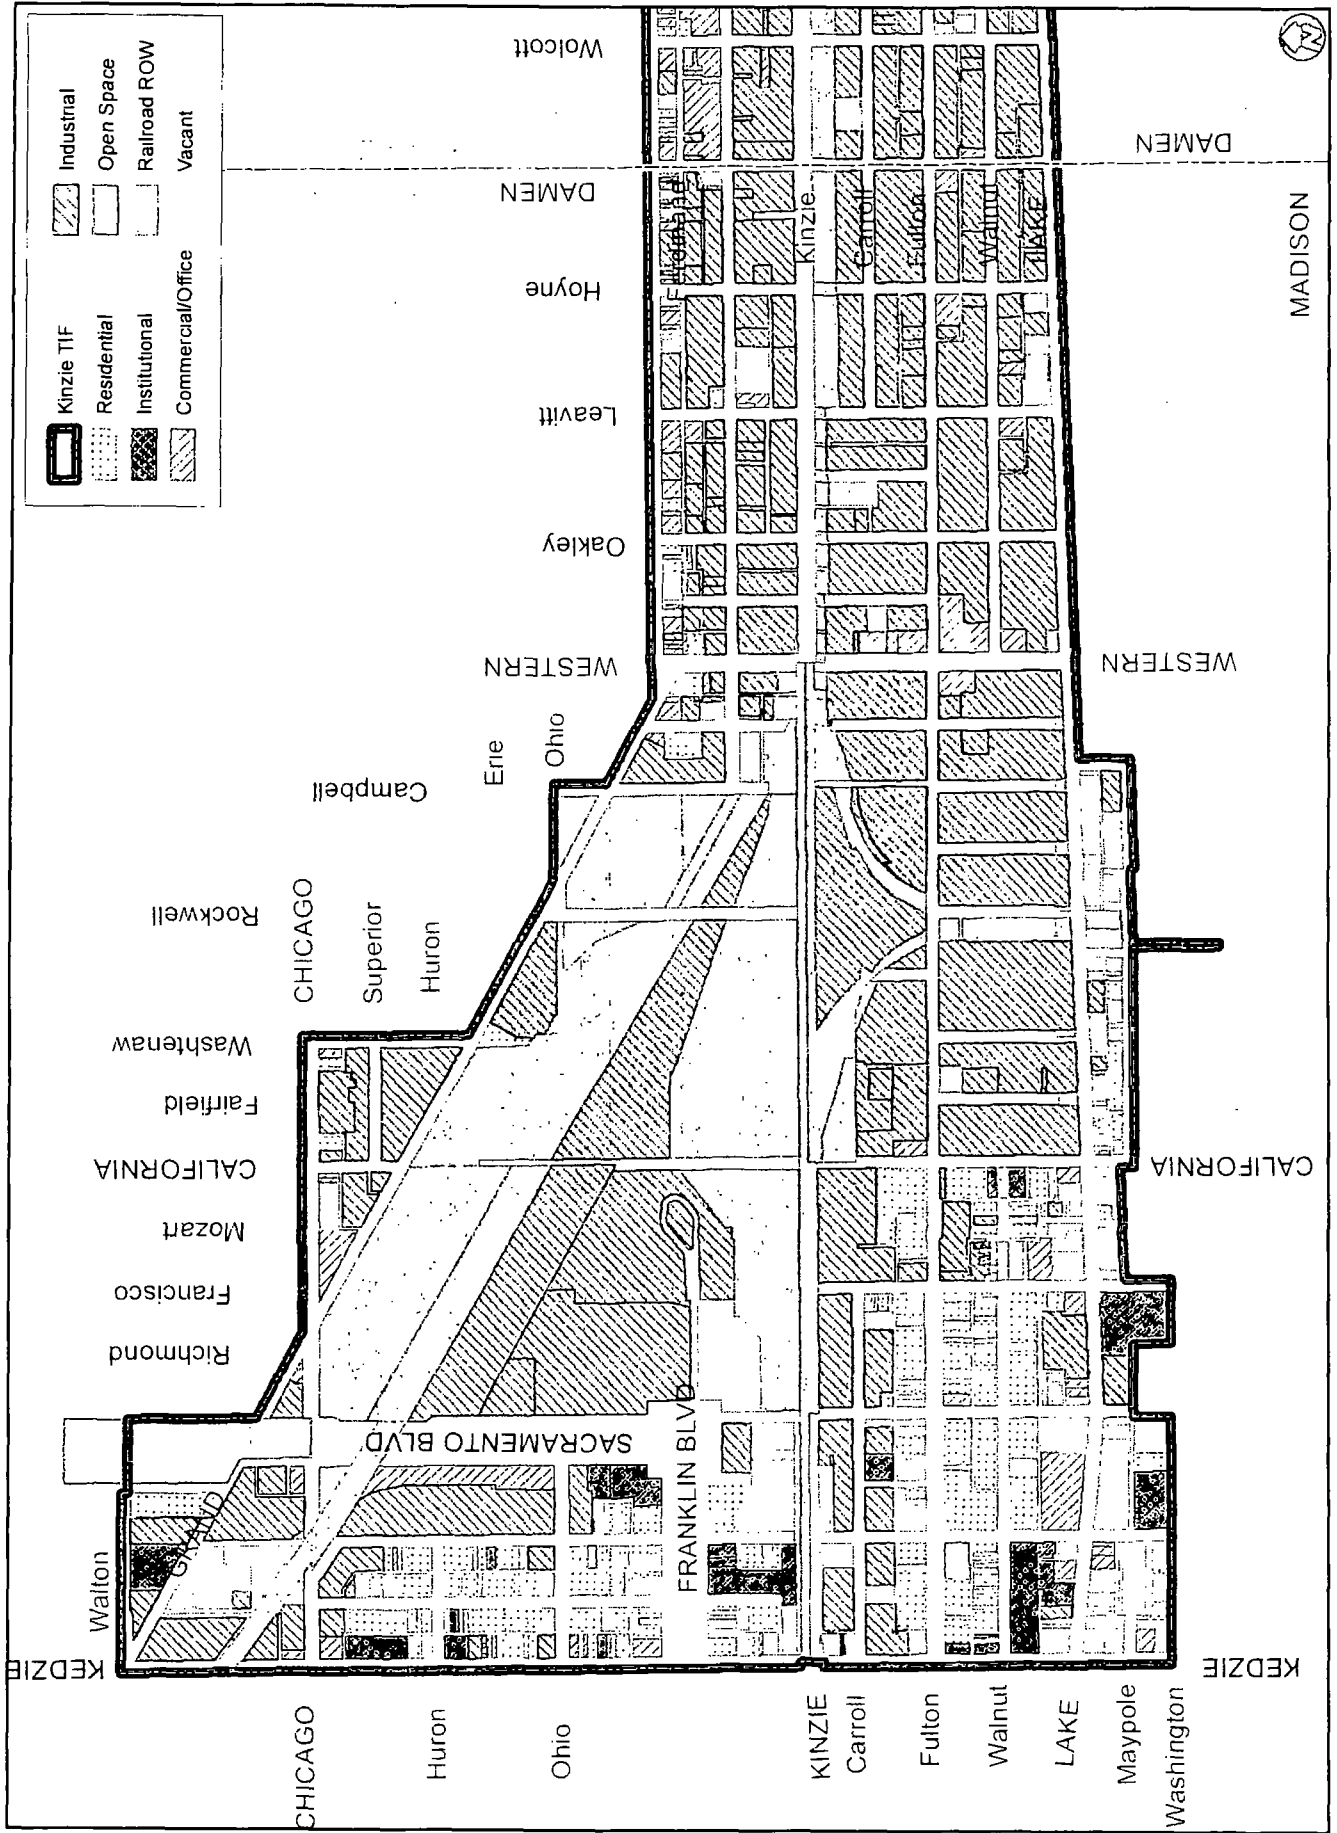 Kinzie TIF
Residential
Institutional
Commercial/Office
Industrial
Open Space
Railroad ROW
Vacant
N
Wolcott
DAMEN
Hoyne
Leavitt
Oakley
WESTERN
Campbell
Rockwell
Washtenaw
Fairfield
CALIFORNIA
Mozart
Francisco
Richmond
Erie
Ohio
CHICAGO
Superior
Huron
Walton
GRAND
SACRAMENTO BLVD
FRANKLIN BLVD
Kinzie
Carroll
Fulton
Walnut
LAKE
DAMEN
MADISON
WESTERN
CALIFORNIA
KEDZIE
KEDZIE
CHICAGO
Huron
Ohio
KINZIE
Carroll
Fulton
Walnut
LAKE
Maypole
Washington